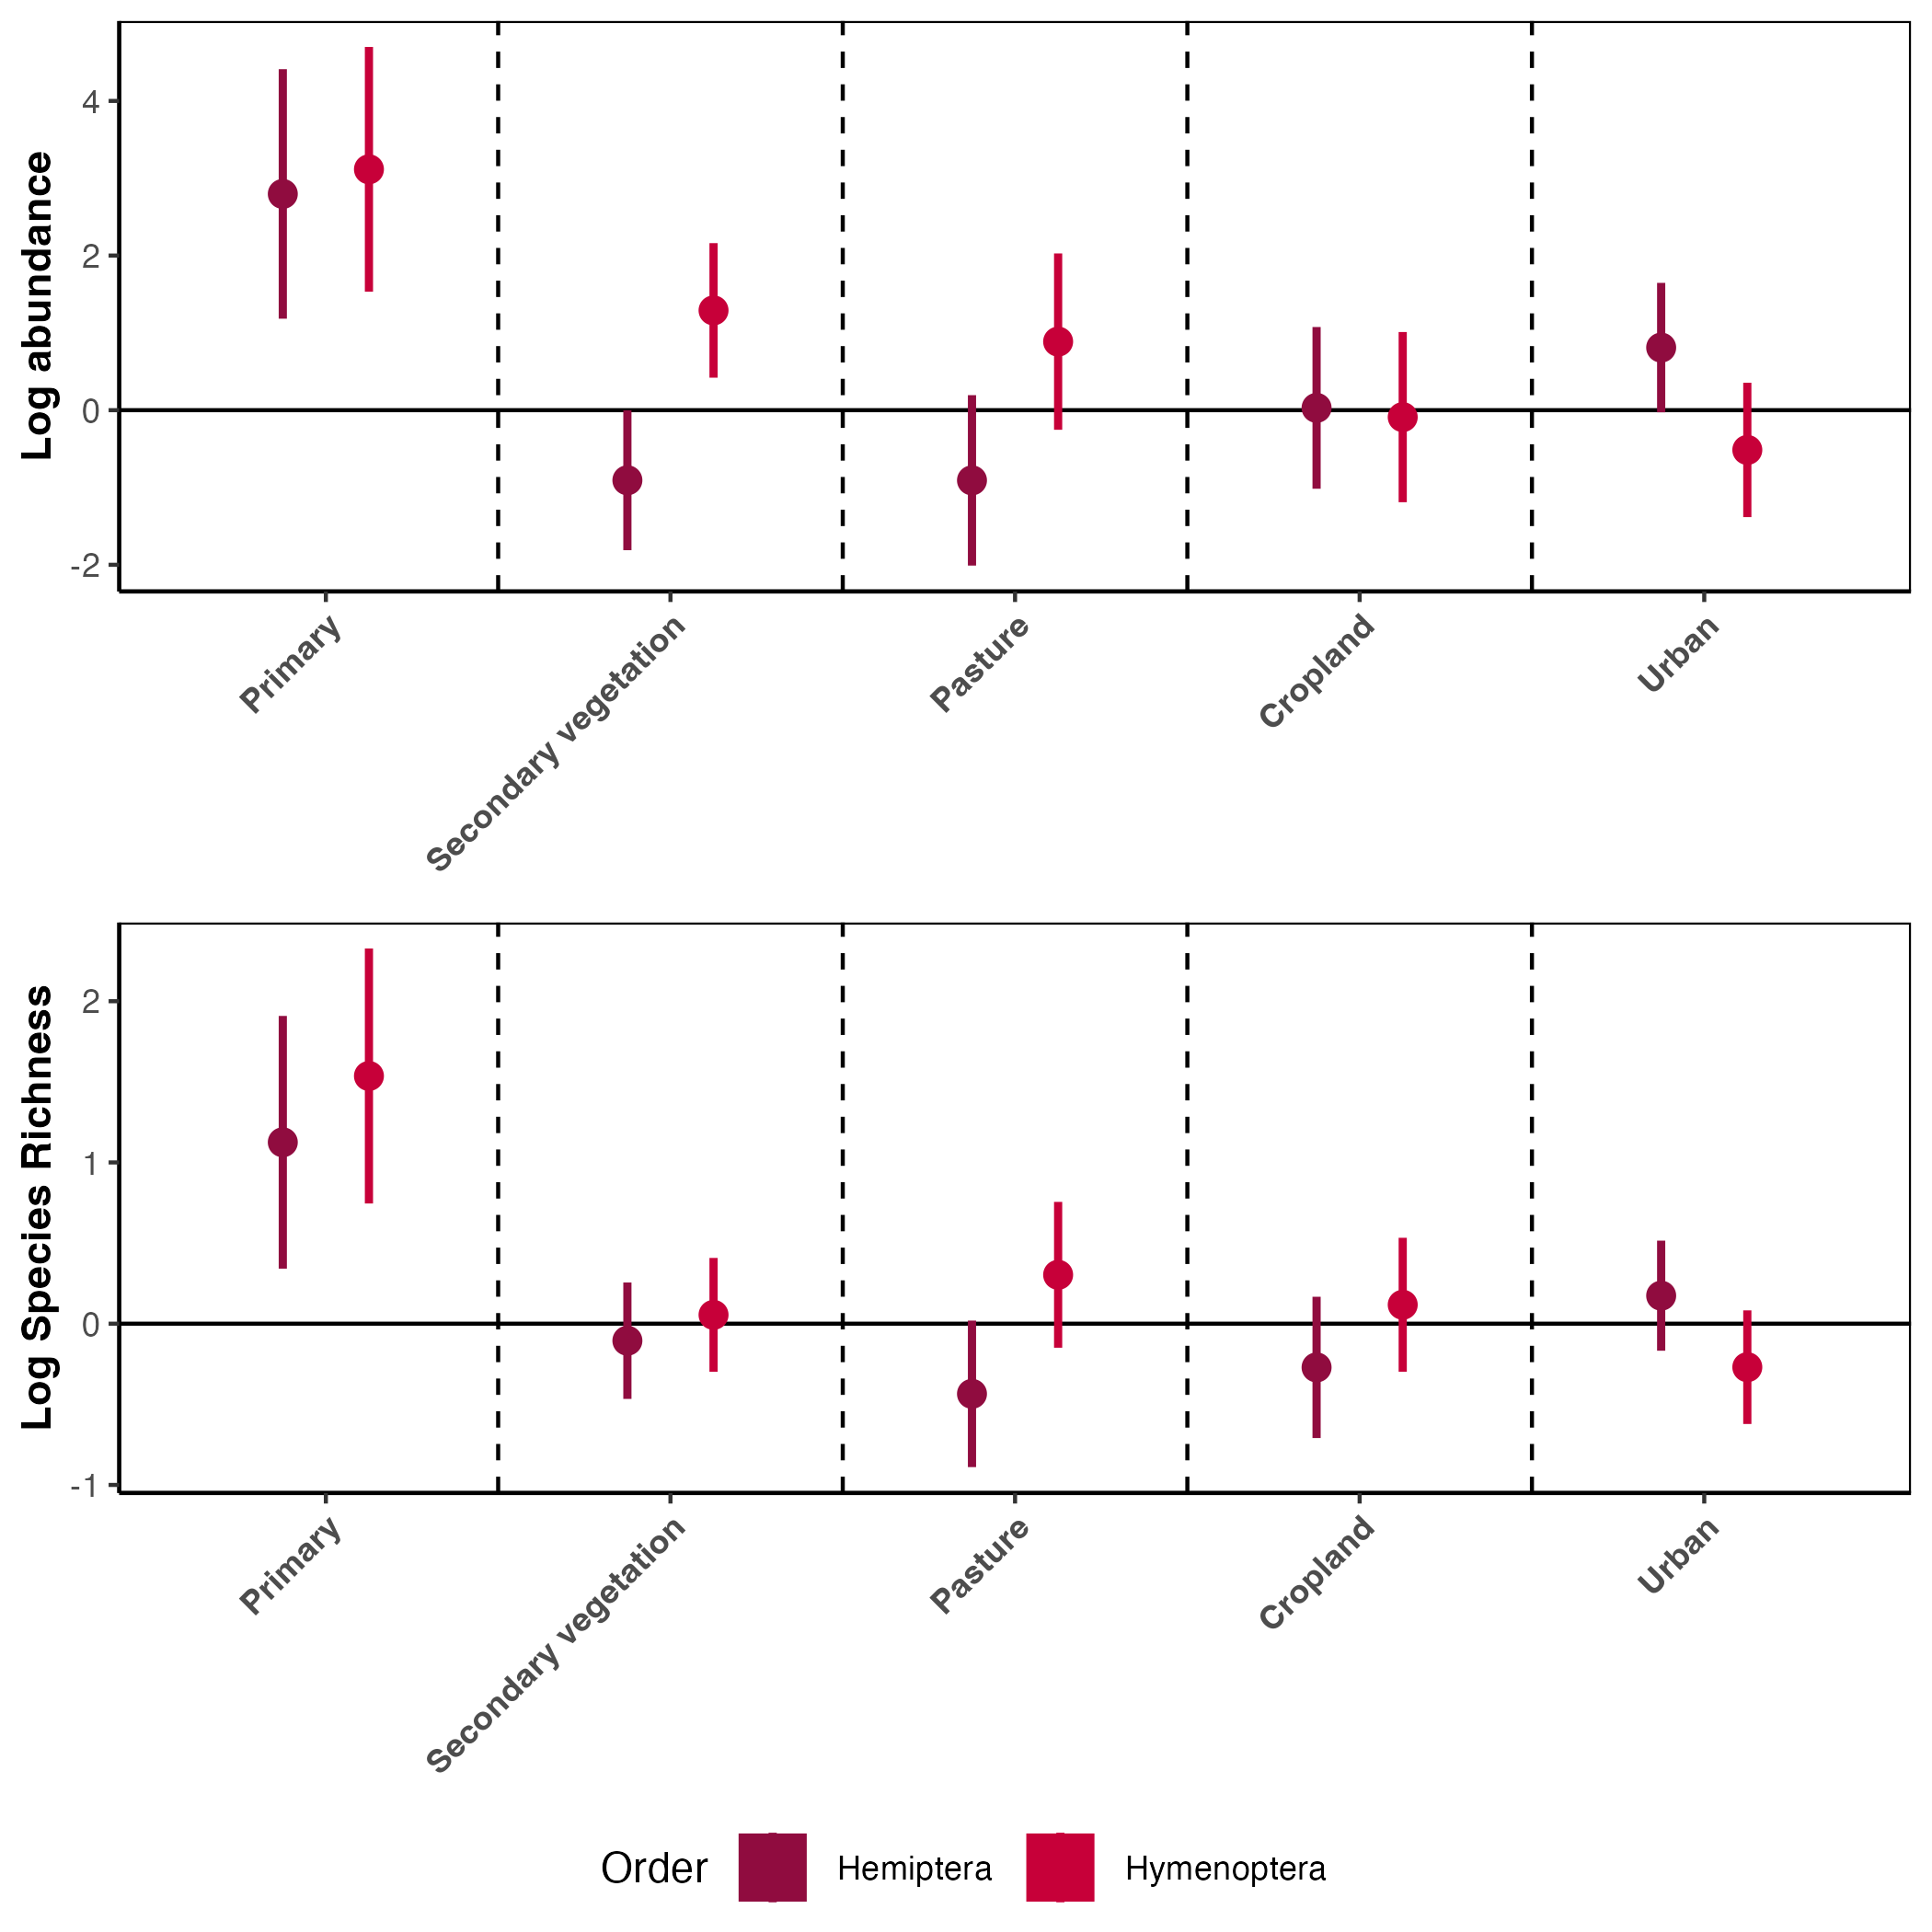 Log abundance
4
2
0
-2
Primary
Secondary vegetation
Pasture
Cropland
Urban
Log Species Richness
2
1
0
-1
Primary
Secondary vegetation
Pasture
Cropland
Urban
Order Hemiptera Hymenoptera